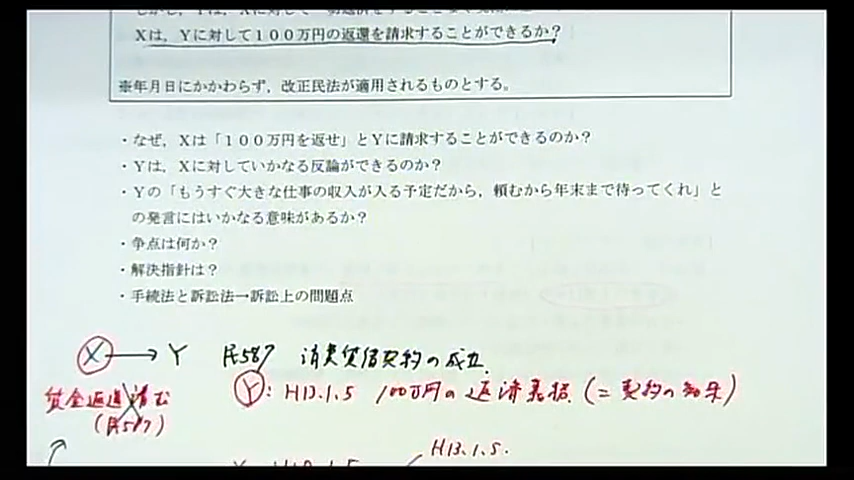 Xは，Yに対して１００万円の返還を請求することができるか？
※年月日にかかわらず，改正民法が適用されるものとする。
・なぜ，Xは「１００万円を返せ」とYに請求することができるのか？
・Yは，Xに対していかなる反論ができるのか？
・Yの「もうすぐ大きな仕事の収入が入る予定だから，頼むから年末まで待ってくれ」と
の発言にはいかなる意味があるか？
・争点は何か？
・解決指針は？
・手続法と訴訟法→訴訟上の問題点
X → Y 民587 消費貸借契約の成立.
Y: H13.1.5 100万円の返済義務 (= 契約の効果)
(民587)
H13.1.5.